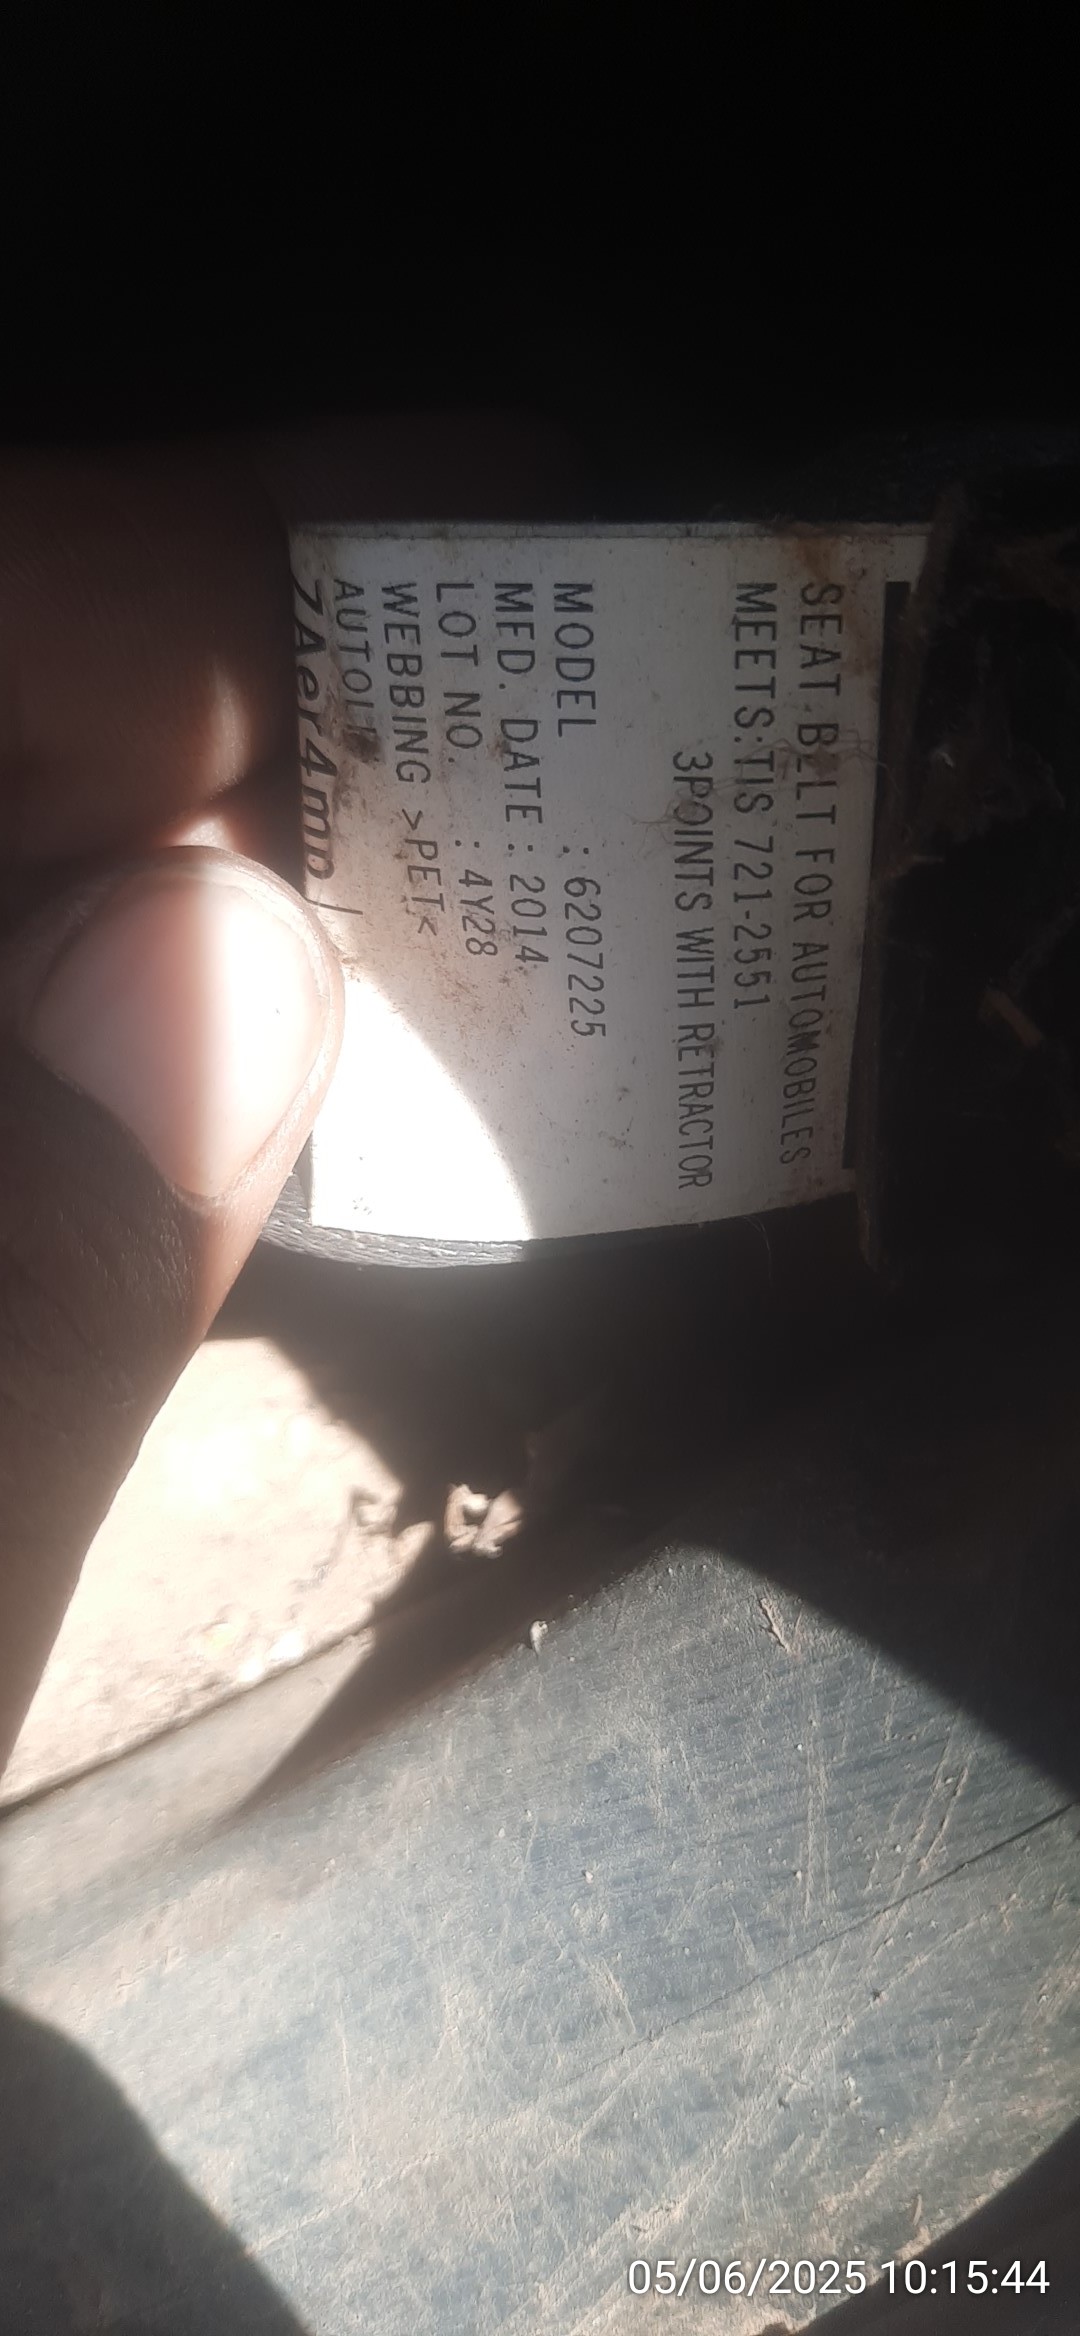 SEAT BELT FOR AUTOMOBILES
MEETS:TIS 721-2551
3POINTS WITH RETRACTOR
MODEL : 6207225
MED. DATE : 2014
LOT NO. : 4Y28
WEBBING >PET<
05/06/2025 10:15:44